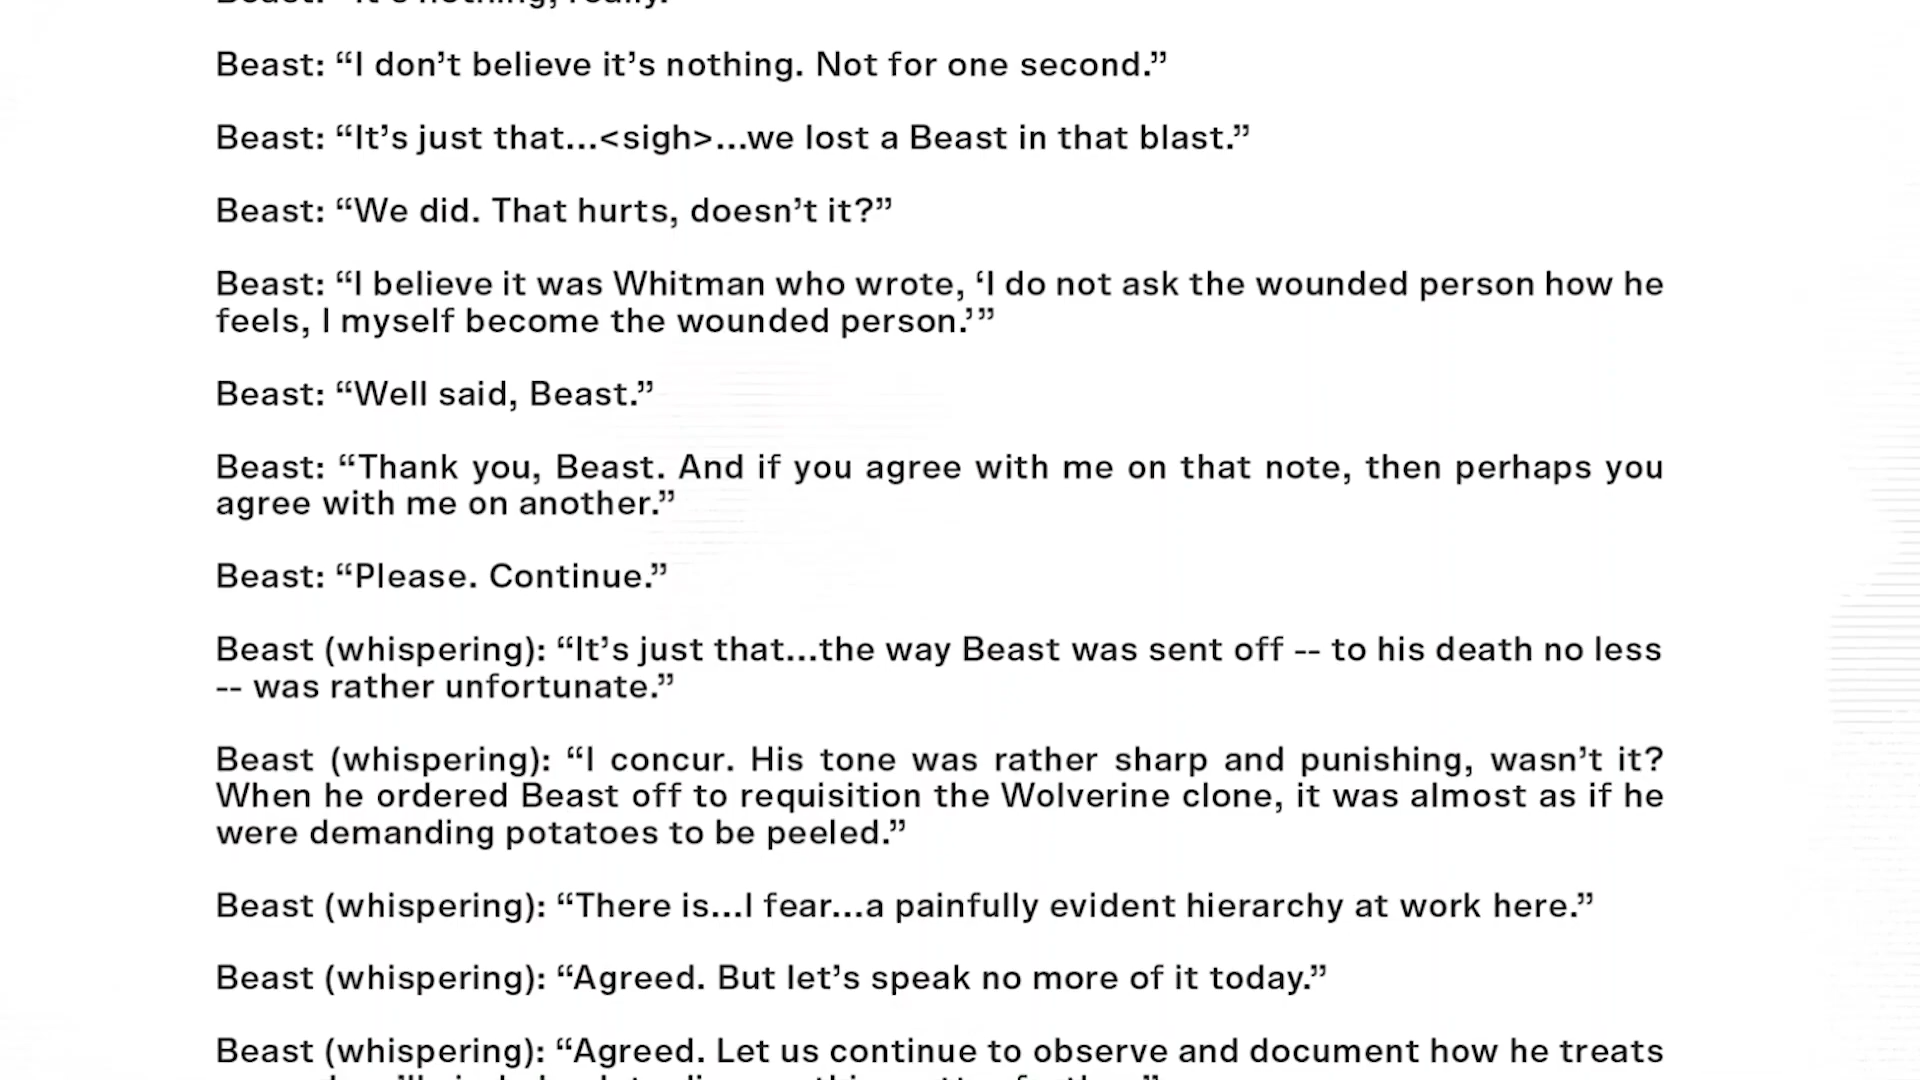 Beast: “It’s nothing, really.”
Beast: “I don’t believe it’s nothing. Not for one second.”
Beast: “It’s just that...<sigh>...we lost a Beast in that blast.”
Beast: “We did. That hurts, doesn’t it?”
Beast: “I believe it was Whitman who wrote, ‘I do not ask the wounded person how he
feels, I myself become the wounded person.’”
Beast: “Well said, Beast.”
Beast: “Thank you, Beast. And if you agree with me on that note, then perhaps you
agree with me on another.”
Beast: “Please. Continue.”
Beast (whispering): “It’s just that...the way Beast was sent off -- to his death no less
-- was rather unfortunate.”
Beast (whispering): “I concur. His tone was rather sharp and punishing, wasn’t it?
When he ordered Beast off to requisition the Wolverine clone, it was almost as if he
were demanding potatoes to be peeled.”
Beast (whispering): “There is...I fear...a painfully evident hierarchy at work here.”
Beast (whispering): “Agreed. But let’s speak no more of it today.”
Beast (whispering): “Agreed. Let us continue to observe and document how he treats